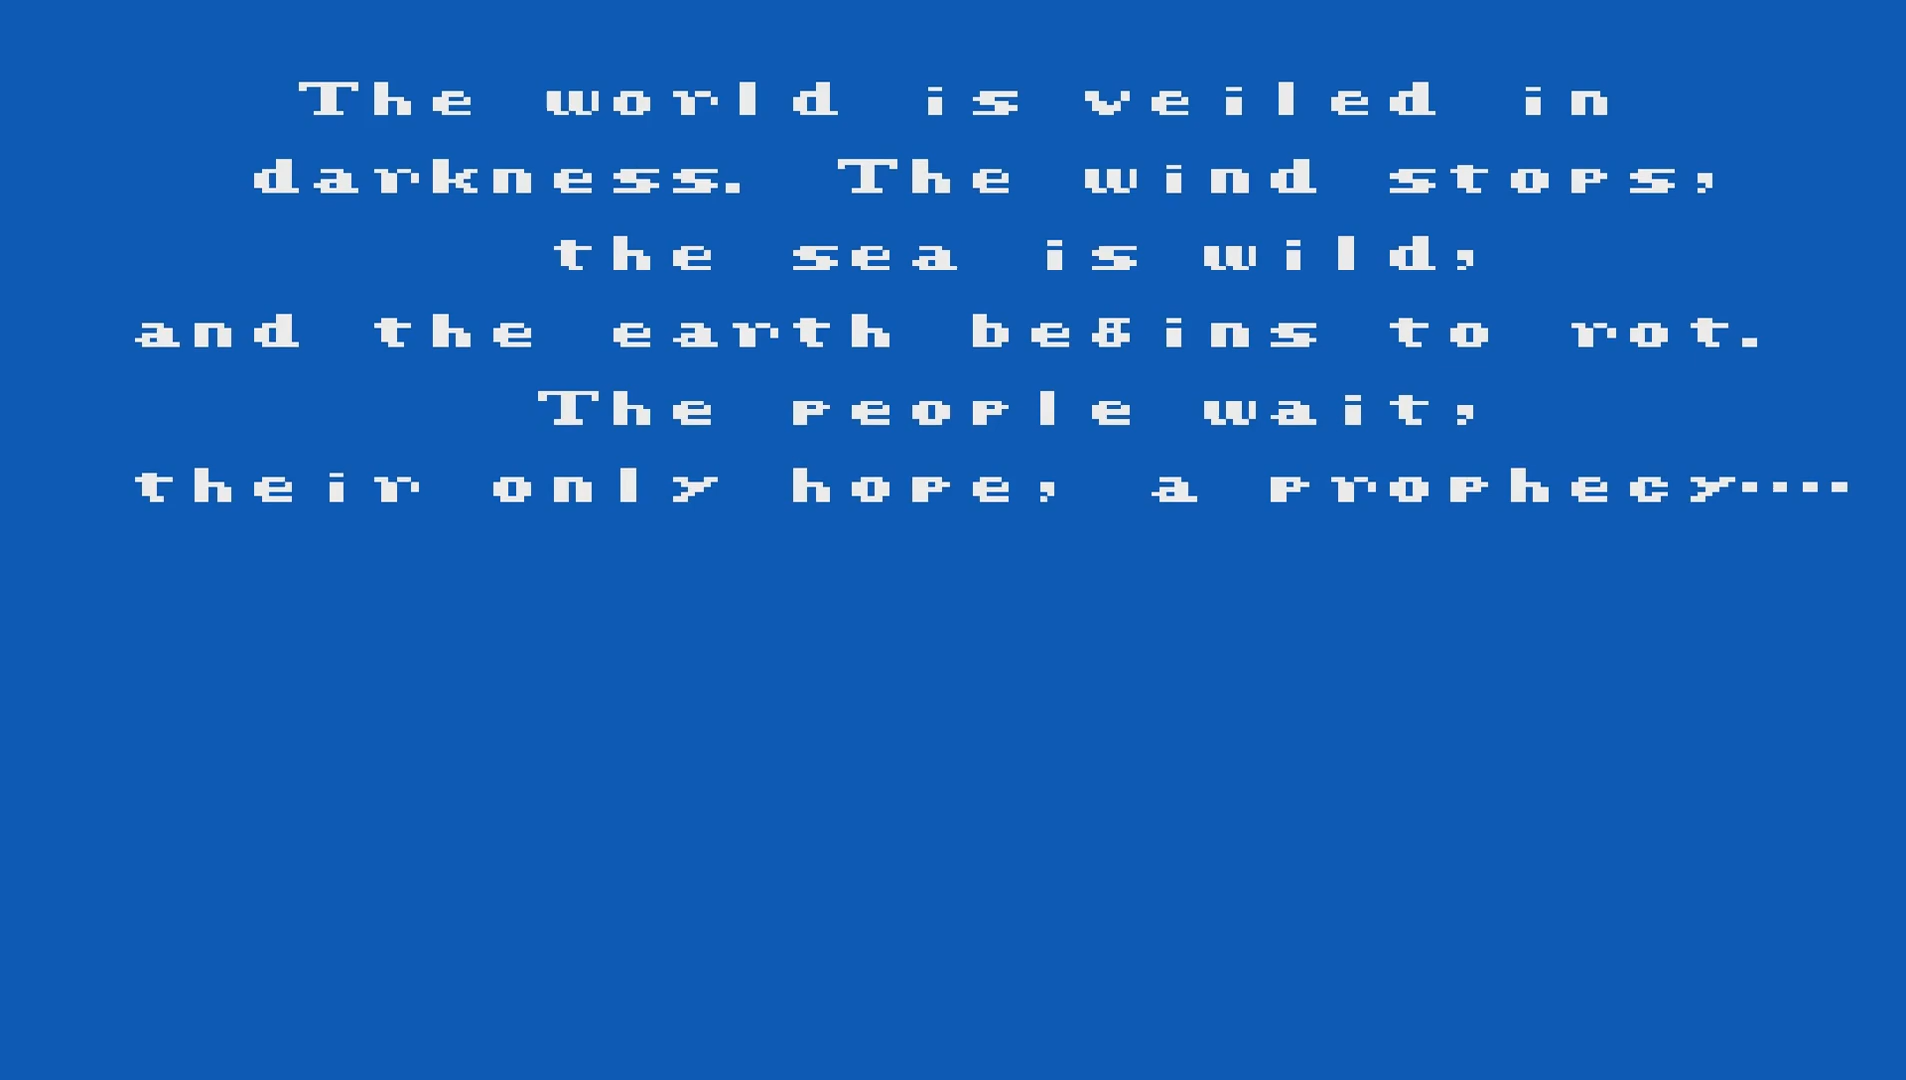 The world is veiled in
darkness. The wind stops,
the sea is wild,
and the earth begins to rot.
The people wait,
their only hope, a prophecy....